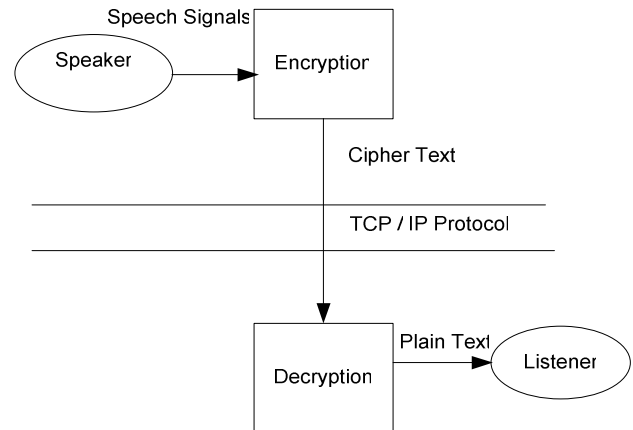 Speech Signals
Speaker
Encryption
Cipher Text
TCP / IP Protocol
Plain Text
Listener
Decryption